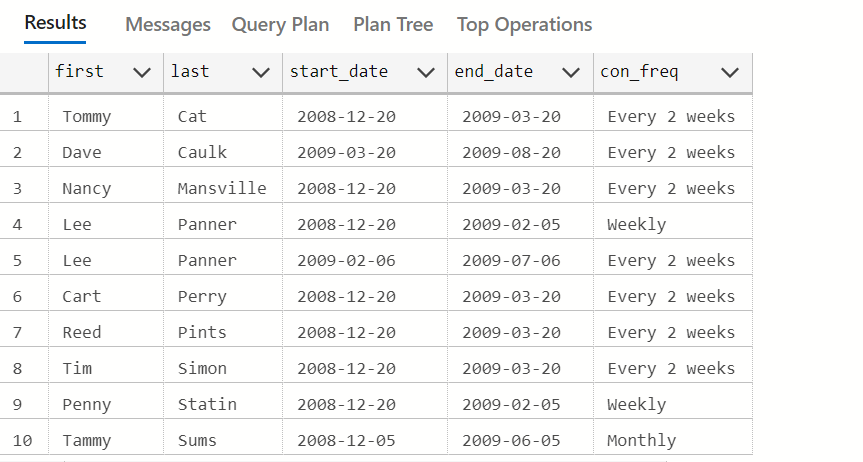 Results Messages Query Plan Plan Tree Top Operations
first last start_date end_date con_freq
1 Tommy Cat 2008-12-20 2009-03-20 Every 2 weeks
2 Dave Caulk 2009-03-20 2009-08-20 Every 2 weeks
3 Nancy Mansville 2008-12-20 2009-03-20 Every 2 weeks
4 Lee Panner 2008-12-20 2009-02-05 Weekly
5 Lee Panner 2009-02-06 2009-07-06 Every 2 weeks
6 Cart Perry 2008-12-20 2009-03-20 Every 2 weeks
7 Reed Pints 2008-12-20 2009-03-20 Every 2 weeks
8 Tim Simon 2008-12-20 2009-03-20 Every 2 weeks
9 Penny Statin 2008-12-20 2009-02-05 Weekly
10 Tammy Sums 2008-12-05 2009-06-05 Monthly